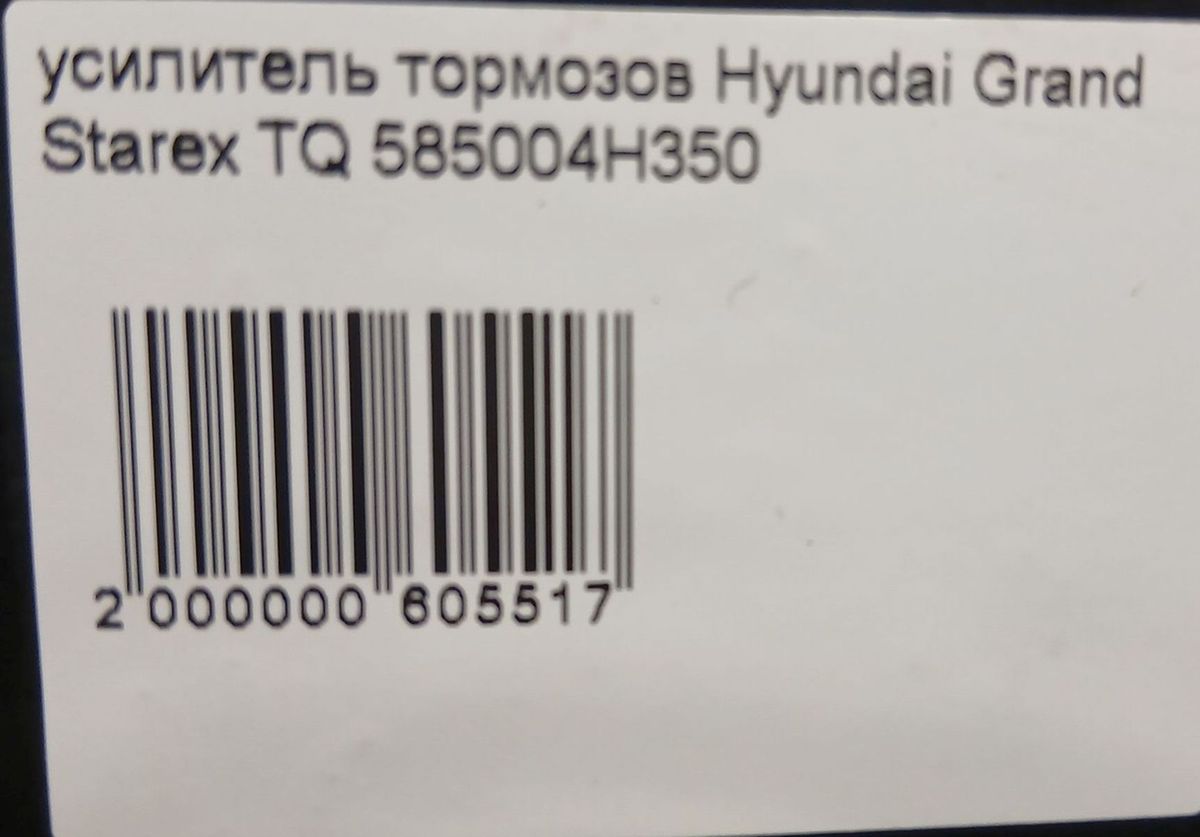 усилитель тормозов Hyundai Grand
Starex TQ 585004H350
2 000000 605517